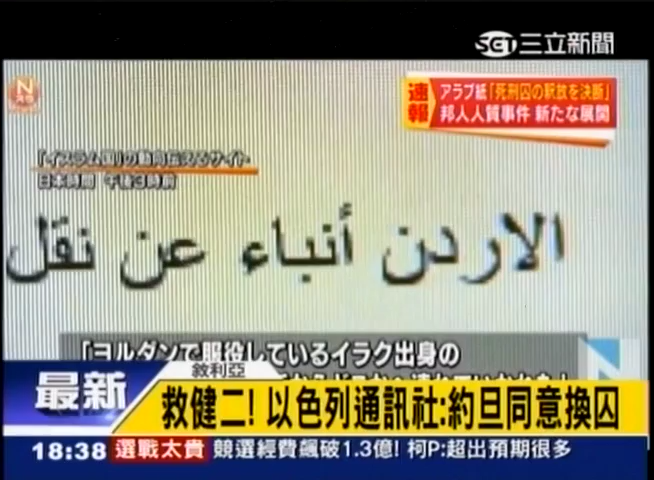 SET 三立新聞
N
速報
アラブ紙「死刑囚の釈放を決断」
邦人人質事件 新たな展開
「イスラム国」の動向伝えるサイト
日本時間 午後3時前
الاردن أنباء عن نقل
「ヨルダンで服役しているイラク出身の
N
敘利亞
最新
救健二!以色列通訊社:約旦同意換囚
18:38 選戰太貴 競選經費飆破1.3億! 柯P:超出預期很多